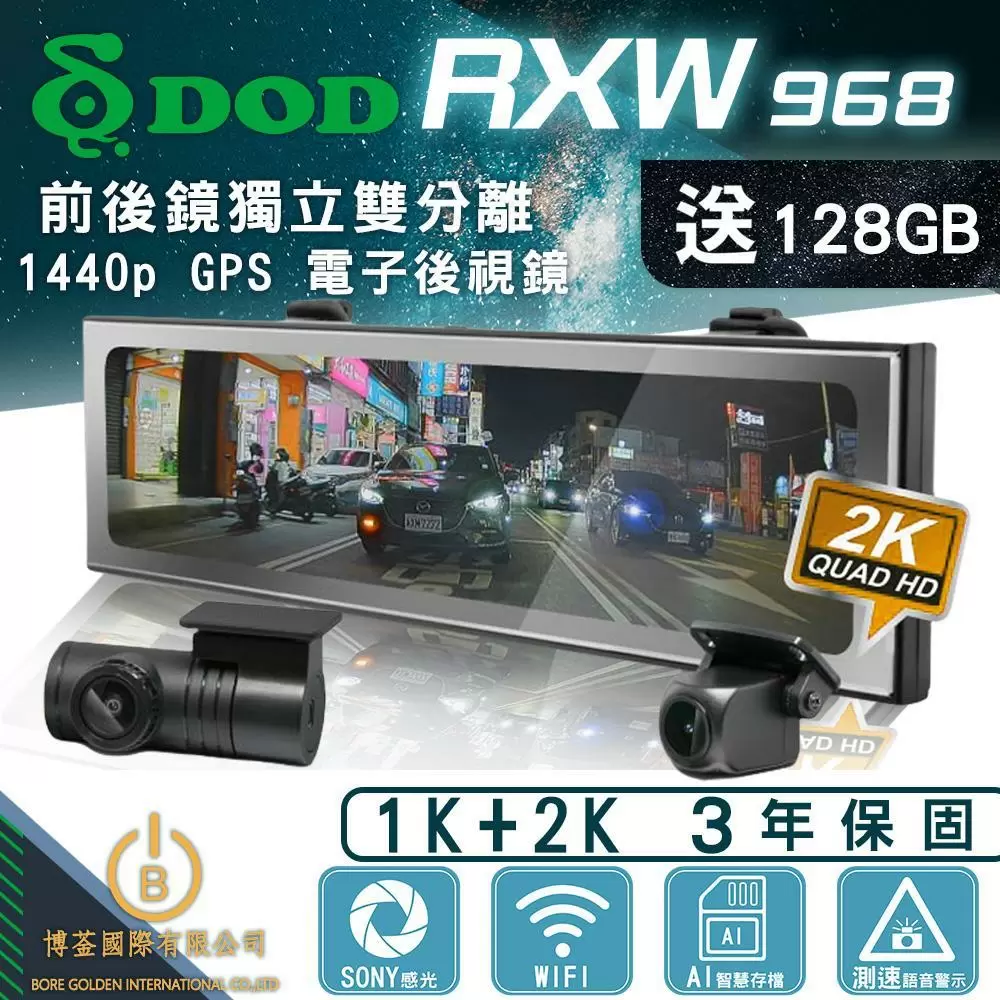 DOD RXW 968
前後鏡獨立雙分離
1440p GPS 電子後視鏡
送128GB
2K
QUAD HD
1K+2K 3年保固
SONY感光
WIFI
AI
AI智慧存檔
測速語音警示
B
博荃國際有限公司
BORE GOLDEN INTERNATIONAL CO.,LTD